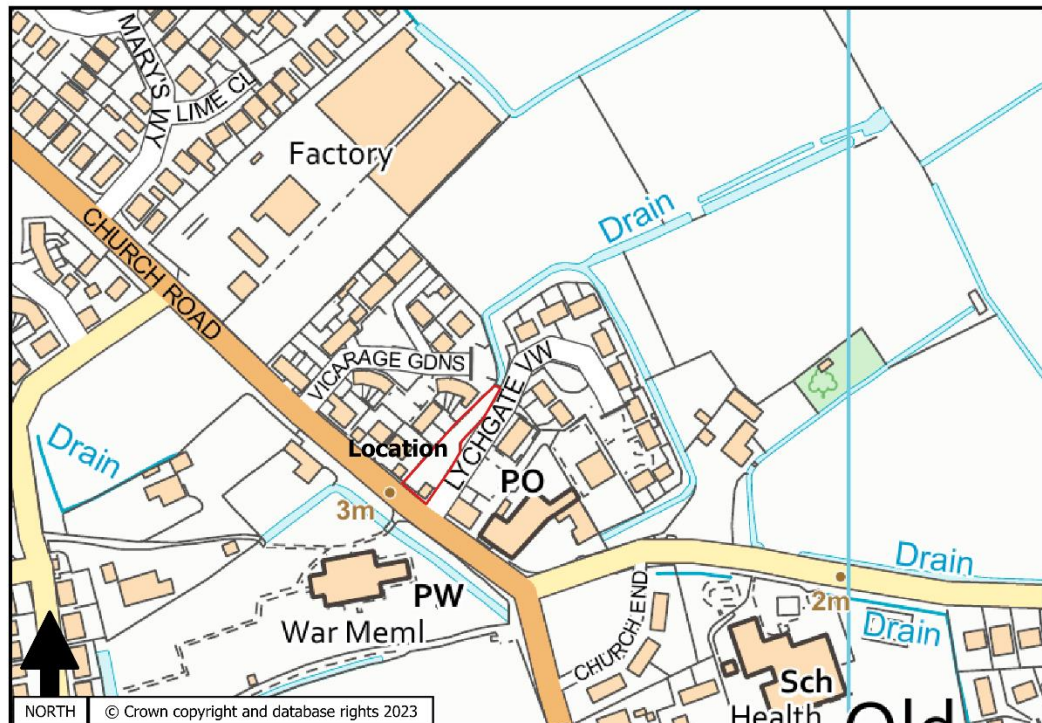 MARY'S WY
LIME CL
Factory
Drain
CHURCH ROAD
VICARAGE GDNS
LYCHGATE VW
Location
Drain
PO
3m
PW
War Meml
Drain
2m
Drain
CHURCH END
Sch
Health
Old
NORTH
© Crown copyright and database rights 2023